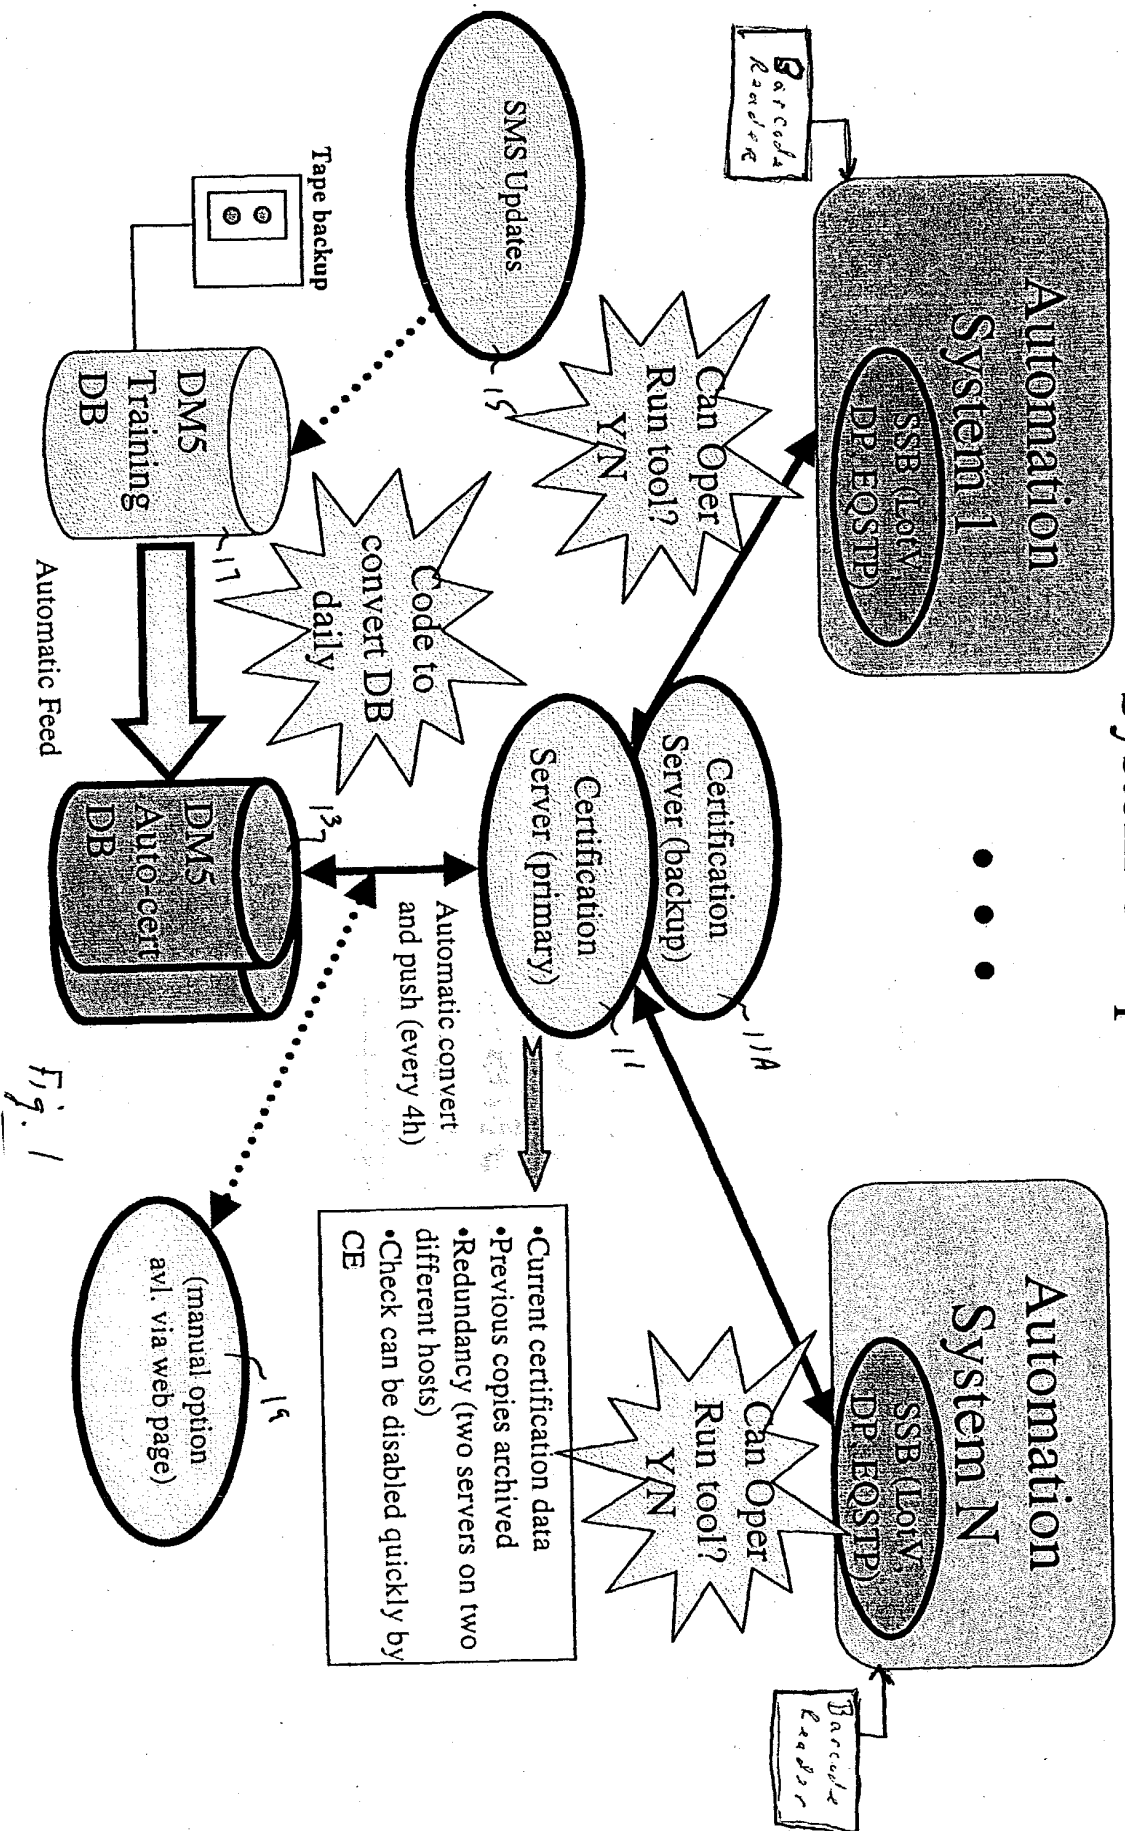 Automation
System 1
SSB (LotV,
DP, EQSTP)
Barcode
Reader
Automation
System N
SSB (LotV,
DP, EQSTP)
Barcode
Reader
Can Oper
Run tool?
YN
Can Oper
Run tool?
YN
SMS Updates
15
Certification
Server (backup)
11A
Certification
Server (primary)
11
•Current certification data
•Previous copies archived
•Redundancy (two servers on two
different hosts)
•Check can be disabled quickly by
CE
Code to
convert DB
daily
Automatic convert
and push (every 4h)
Tape backup
DM5
Training
DB
17
Automatic Feed
DM5
Auto-cert
DB
13
(manual option
avl. via web page)
19
Fig. 1